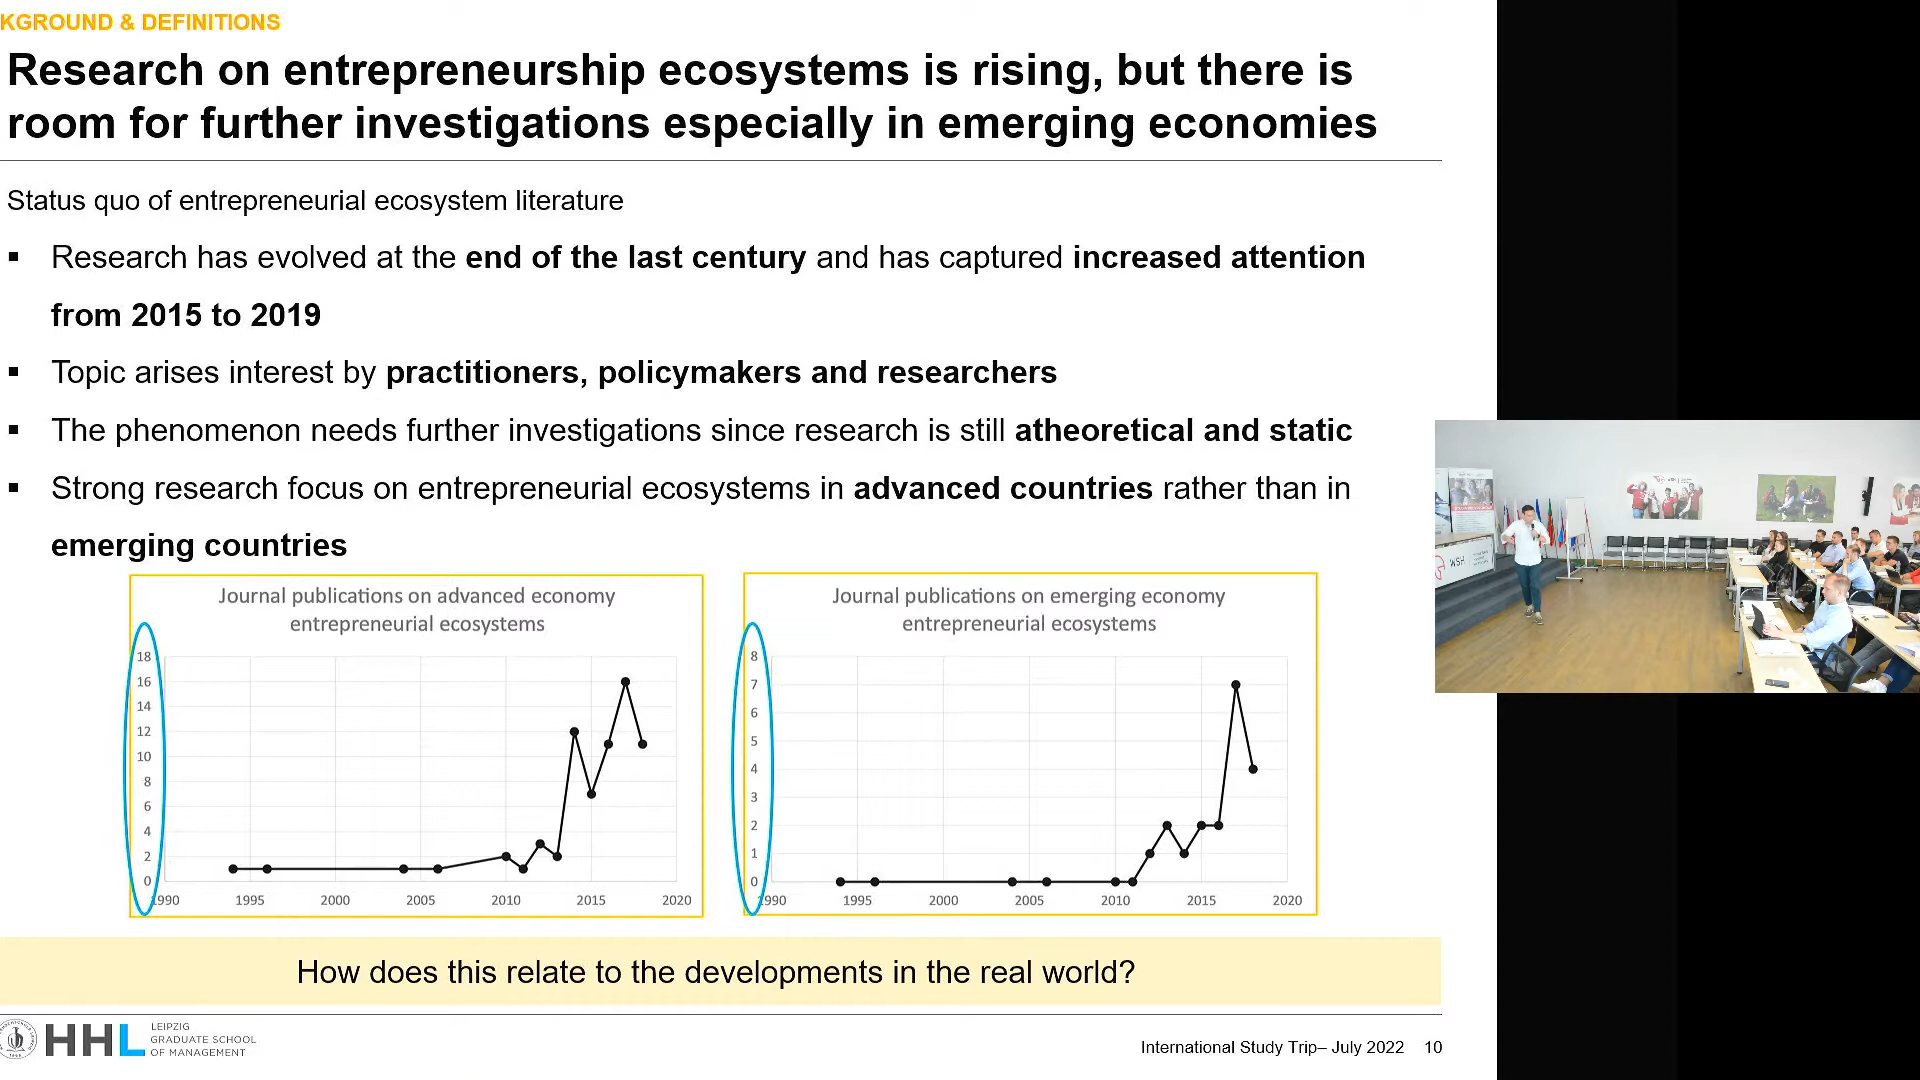 KGROUND & DEFINITIONS
Research on entrepreneurship ecosystems is rising, but there is
room for further investigations especially in emerging economies
Status quo of entrepreneurial ecosystem literature
▪ Research has evolved at the end of the last century and has captured increased attention
from 2015 to 2019
▪ Topic arises interest by practitioners, policymakers and researchers
▪ The phenomenon needs further investigations since research is still atheoretical and static
▪ Strong research focus on entrepreneurial ecosystems in advanced countries rather than in
emerging countries
Journal publications on advanced economy
entrepreneurial ecosystems
18
16
14
12
10
8
6
4
2
0
1990 1995 2000 2005 2010 2015 2020
Journal publications on emerging economy
entrepreneurial ecosystems
8
7
6
5
4
3
2
1
0
1990 1995 2000 2005 2010 2015 2020
How does this relate to the developments in the real world?
HHL
LEIPZIG
GRADUATE SCHOOL
OF MANAGEMENT
International Study Trip– July 2022 10
WSH